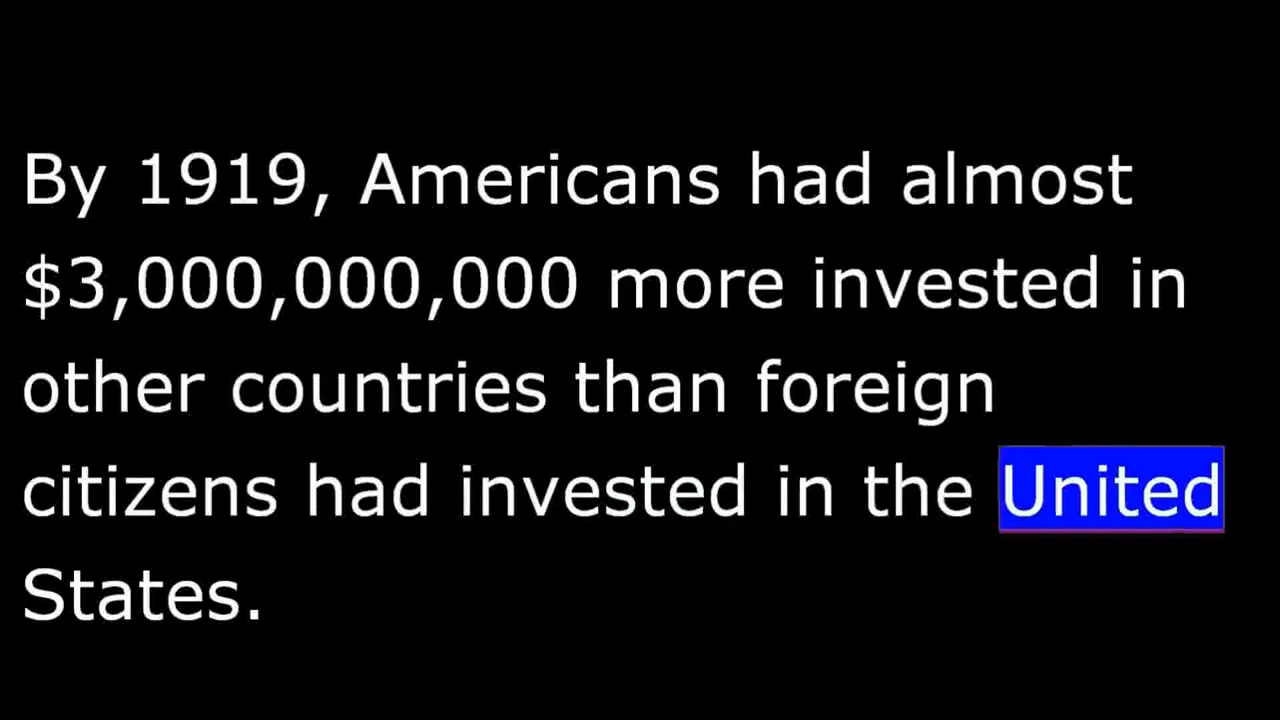 By 1919, Americans had almost
$3,000,000,000 more invested in
other countries than foreign
citizens had invested in the United
States.